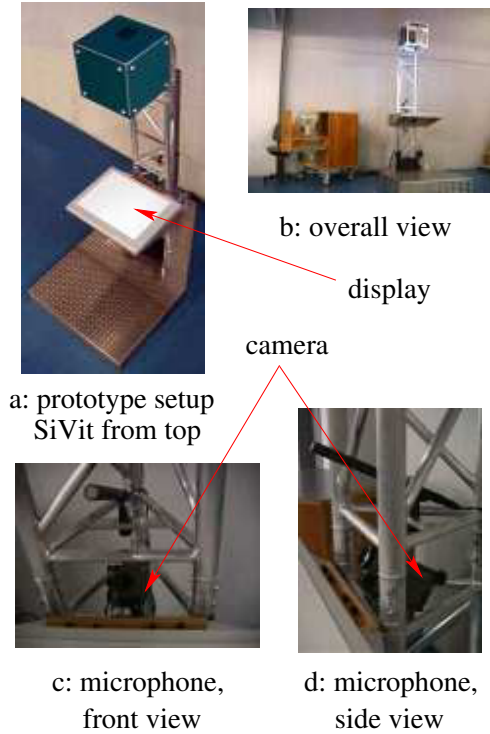 b: overall view
display
camera
a: prototype setup
SiVit from top
c: microphone,
front view
d: microphone,
side view